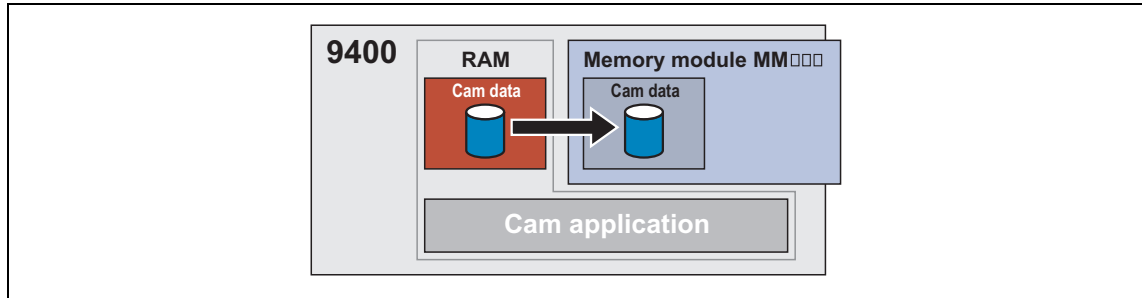 9400
RAM
Memory module MM□□□
Cam data
Cam data
Cam application